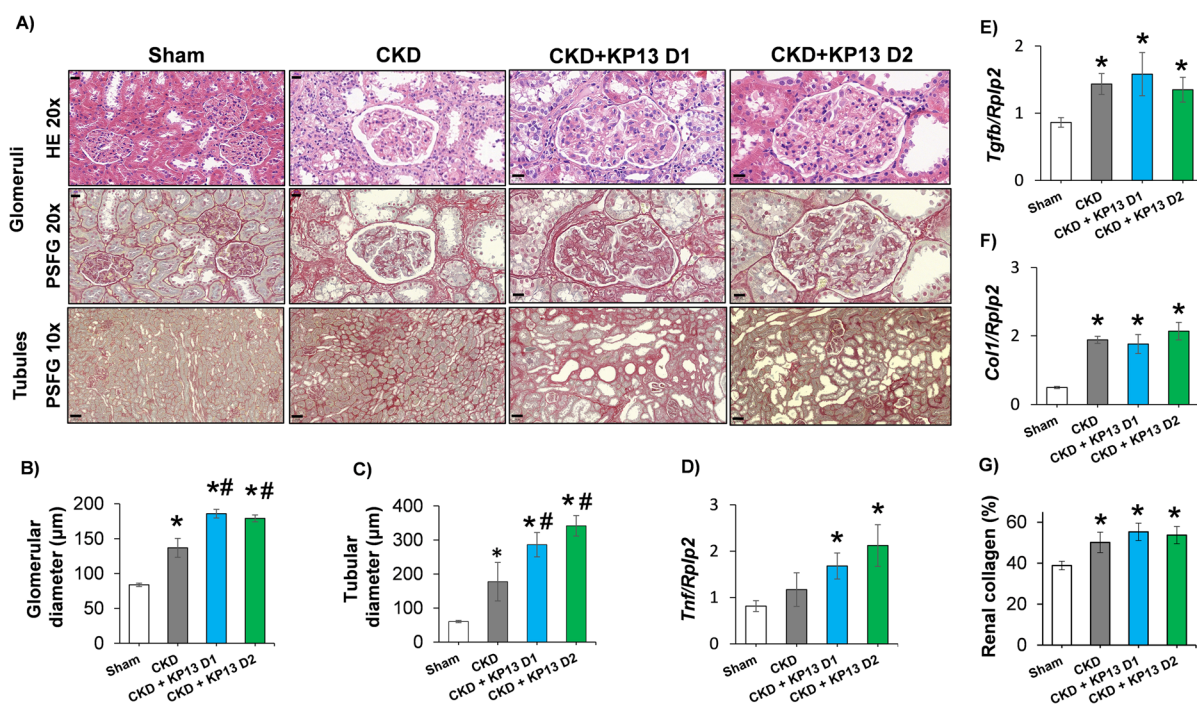 A)
Sham
CKD
CKD+KP13 D1
CKD+KP13 D2
Glomeruli
HE 20x
PSFG 20x
Tubules
PSFG 10x
B)
Glomerular
diameter (µm)
200
150
100
50
0
*
*#
*#
Sham
CKD
CKD + KP13 D1
CKD + KP13 D2
C)
Tubular
diameter (µm)
400
300
200
100
0
*
*#
*#
Sham
CKD
CKD + KP13 D1
CKD + KP13 D2
D)
Tnf/Rplp2
3
2
1
0
*
*
Sham
CKD
CKD + KP13 D1
CKD + KP13 D2
E)
Tgfb/Rplp2
2
1
0
*
*
*
Sham
CKD
CKD + KP13 D1
CKD + KP13 D2
F)
Col1/Rplp2
3
2
0
*
*
*
Sham
CKD
CKD + KP13 D1
CKD + KP13 D2
G)
Renal collagen (%)
60
40
20
0
*
*
*
Sham
CKD
CKD + KP13 D1
CKD + KP13 D2